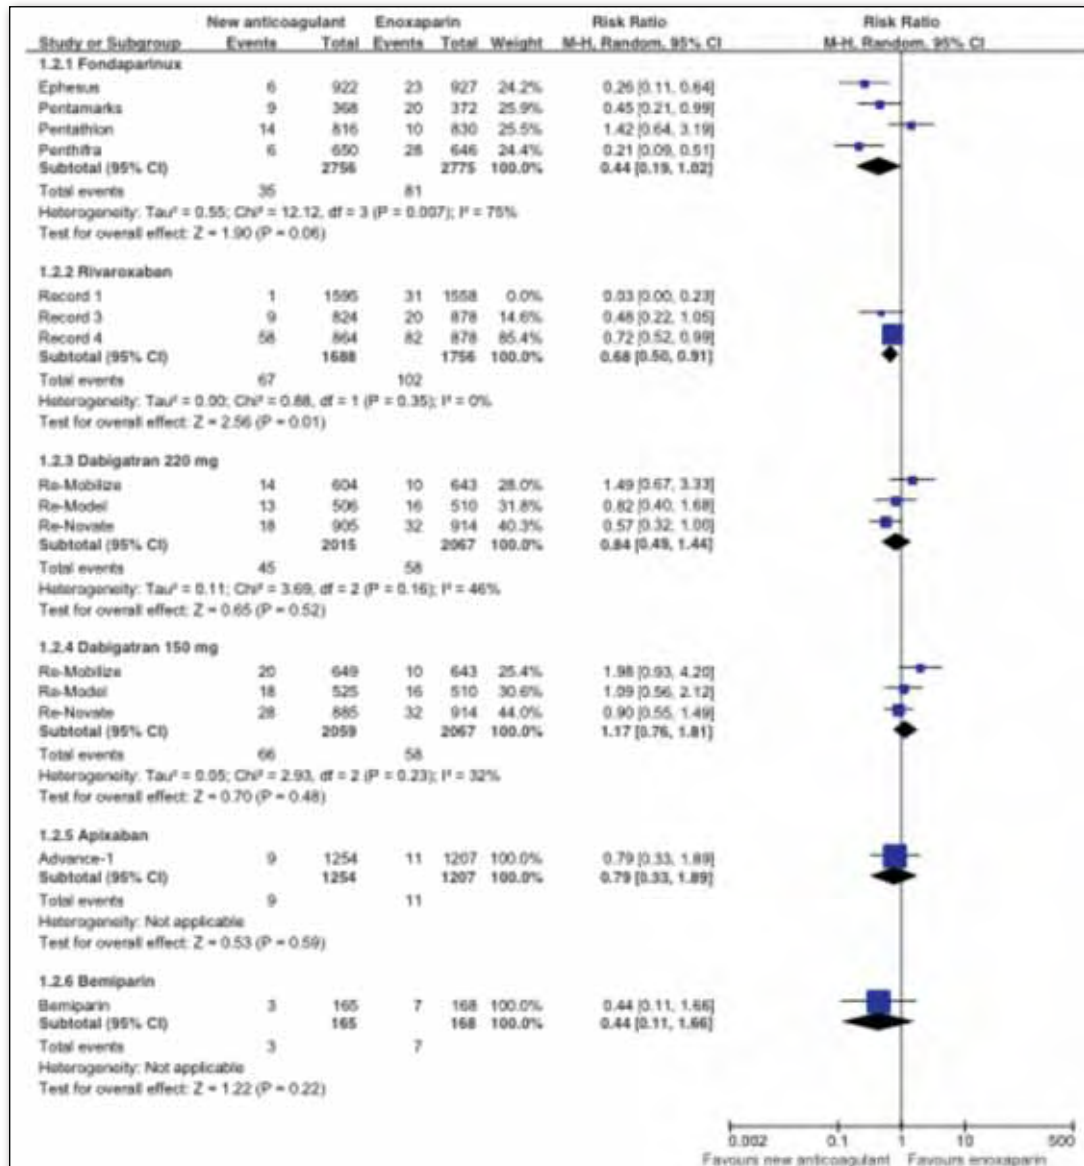 New anticoagulant Enoxaparin Risk Ratio Risk Ratio
Study or Subgroup Events Total Events Total Weight M-H, Random, 95% CI M-H, Random, 95% CI
1.2.1 Fondaparinux
Ephesus 6 922 23 927 24.2% 0.26 [0.11, 0.64]
Pentamarks 9 368 20 372 25.9% 0.45 [0.21, 0.99]
Pentathlon 14 816 10 830 25.5% 1.42 [0.64, 3.19]
Penthifra 6 650 28 646 24.4% 0.21 [0.09, 0.51]
Subtotal (95% CI) 2756 2775 100.0% 0.44 [0.19, 1.02]
Total events 35 81
Heterogeneity: Tau² = 0.55; Chi² = 12.12, df = 3 (P = 0.007); I² = 75%
Test for overall effect: Z = 1.90 (P = 0.06)
1.2.2 Rivaroxaban
Record 1 1 1595 31 1558 0.0% 0.03 [0.00, 0.23]
Record 3 9 824 20 878 14.6% 0.48 [0.22, 1.05]
Record 4 58 864 82 878 85.4% 0.72 [0.52, 0.99]
Subtotal (95% CI) 1688 1756 100.0% 0.68 [0.50, 0.91]
Total events 67 102
Heterogeneity: Tau² = 0.00; Chi² = 0.88, df = 1 (P = 0.35); I² = 0%
Test for overall effect: Z = 2.56 (P = 0.01)
1.2.3 Dabigatran 220 mg
Re-Mobilize 14 604 10 643 28.0% 1.49 [0.67, 3.33]
Re-Model 13 506 16 510 31.8% 0.82 [0.40, 1.68]
Re-Novate 18 905 32 914 40.3% 0.57 [0.32, 1.00]
Subtotal (95% CI) 2015 2067 100.0% 0.84 [0.49, 1.44]
Total events 45 58
Heterogeneity: Tau² = 0.11; Chi² = 3.69, df = 2 (P = 0.16); I² = 46%
Test for overall effect: Z = 0.65 (P = 0.52)
1.2.4 Dabigatran 150 mg
Re-Mobilize 20 649 10 643 25.4% 1.98 [0.93, 4.20]
Re-Model 18 525 16 510 30.6% 1.09 [0.56, 2.12]
Re-Novate 28 885 32 914 44.0% 0.90 [0.55, 1.49]
Subtotal (95% CI) 2059 2067 100.0% 1.17 [0.76, 1.81]
Total events 66 58
Heterogeneity: Tau² = 0.05; Chi² = 2.93, df = 2 (P = 0.23); I² = 32%
Test for overall effect: Z = 0.70 (P = 0.48)
1.2.5 Apixaban
Advance-1 9 1254 11 1207 100.0% 0.79 [0.33, 1.89]
Subtotal (95% CI) 1254 1207 100.0% 0.79 [0.33, 1.89]
Total events 9 11
Heterogeneity: Not applicable
Test for overall effect: Z = 0.53 (P = 0.59)
1.2.6 Bemiparin
Bemiparin 3 165 7 168 100.0% 0.44 [0.11, 1.66]
Subtotal (95% CI) 165 168 100.0% 0.44 [0.11, 1.66]
Total events 3 7
Heterogeneity: Not applicable
Test for overall effect: Z = 1.22 (P = 0.22)
0.002 0.1 1 10 500
Favours new anticoagulant Favours enoxaparin